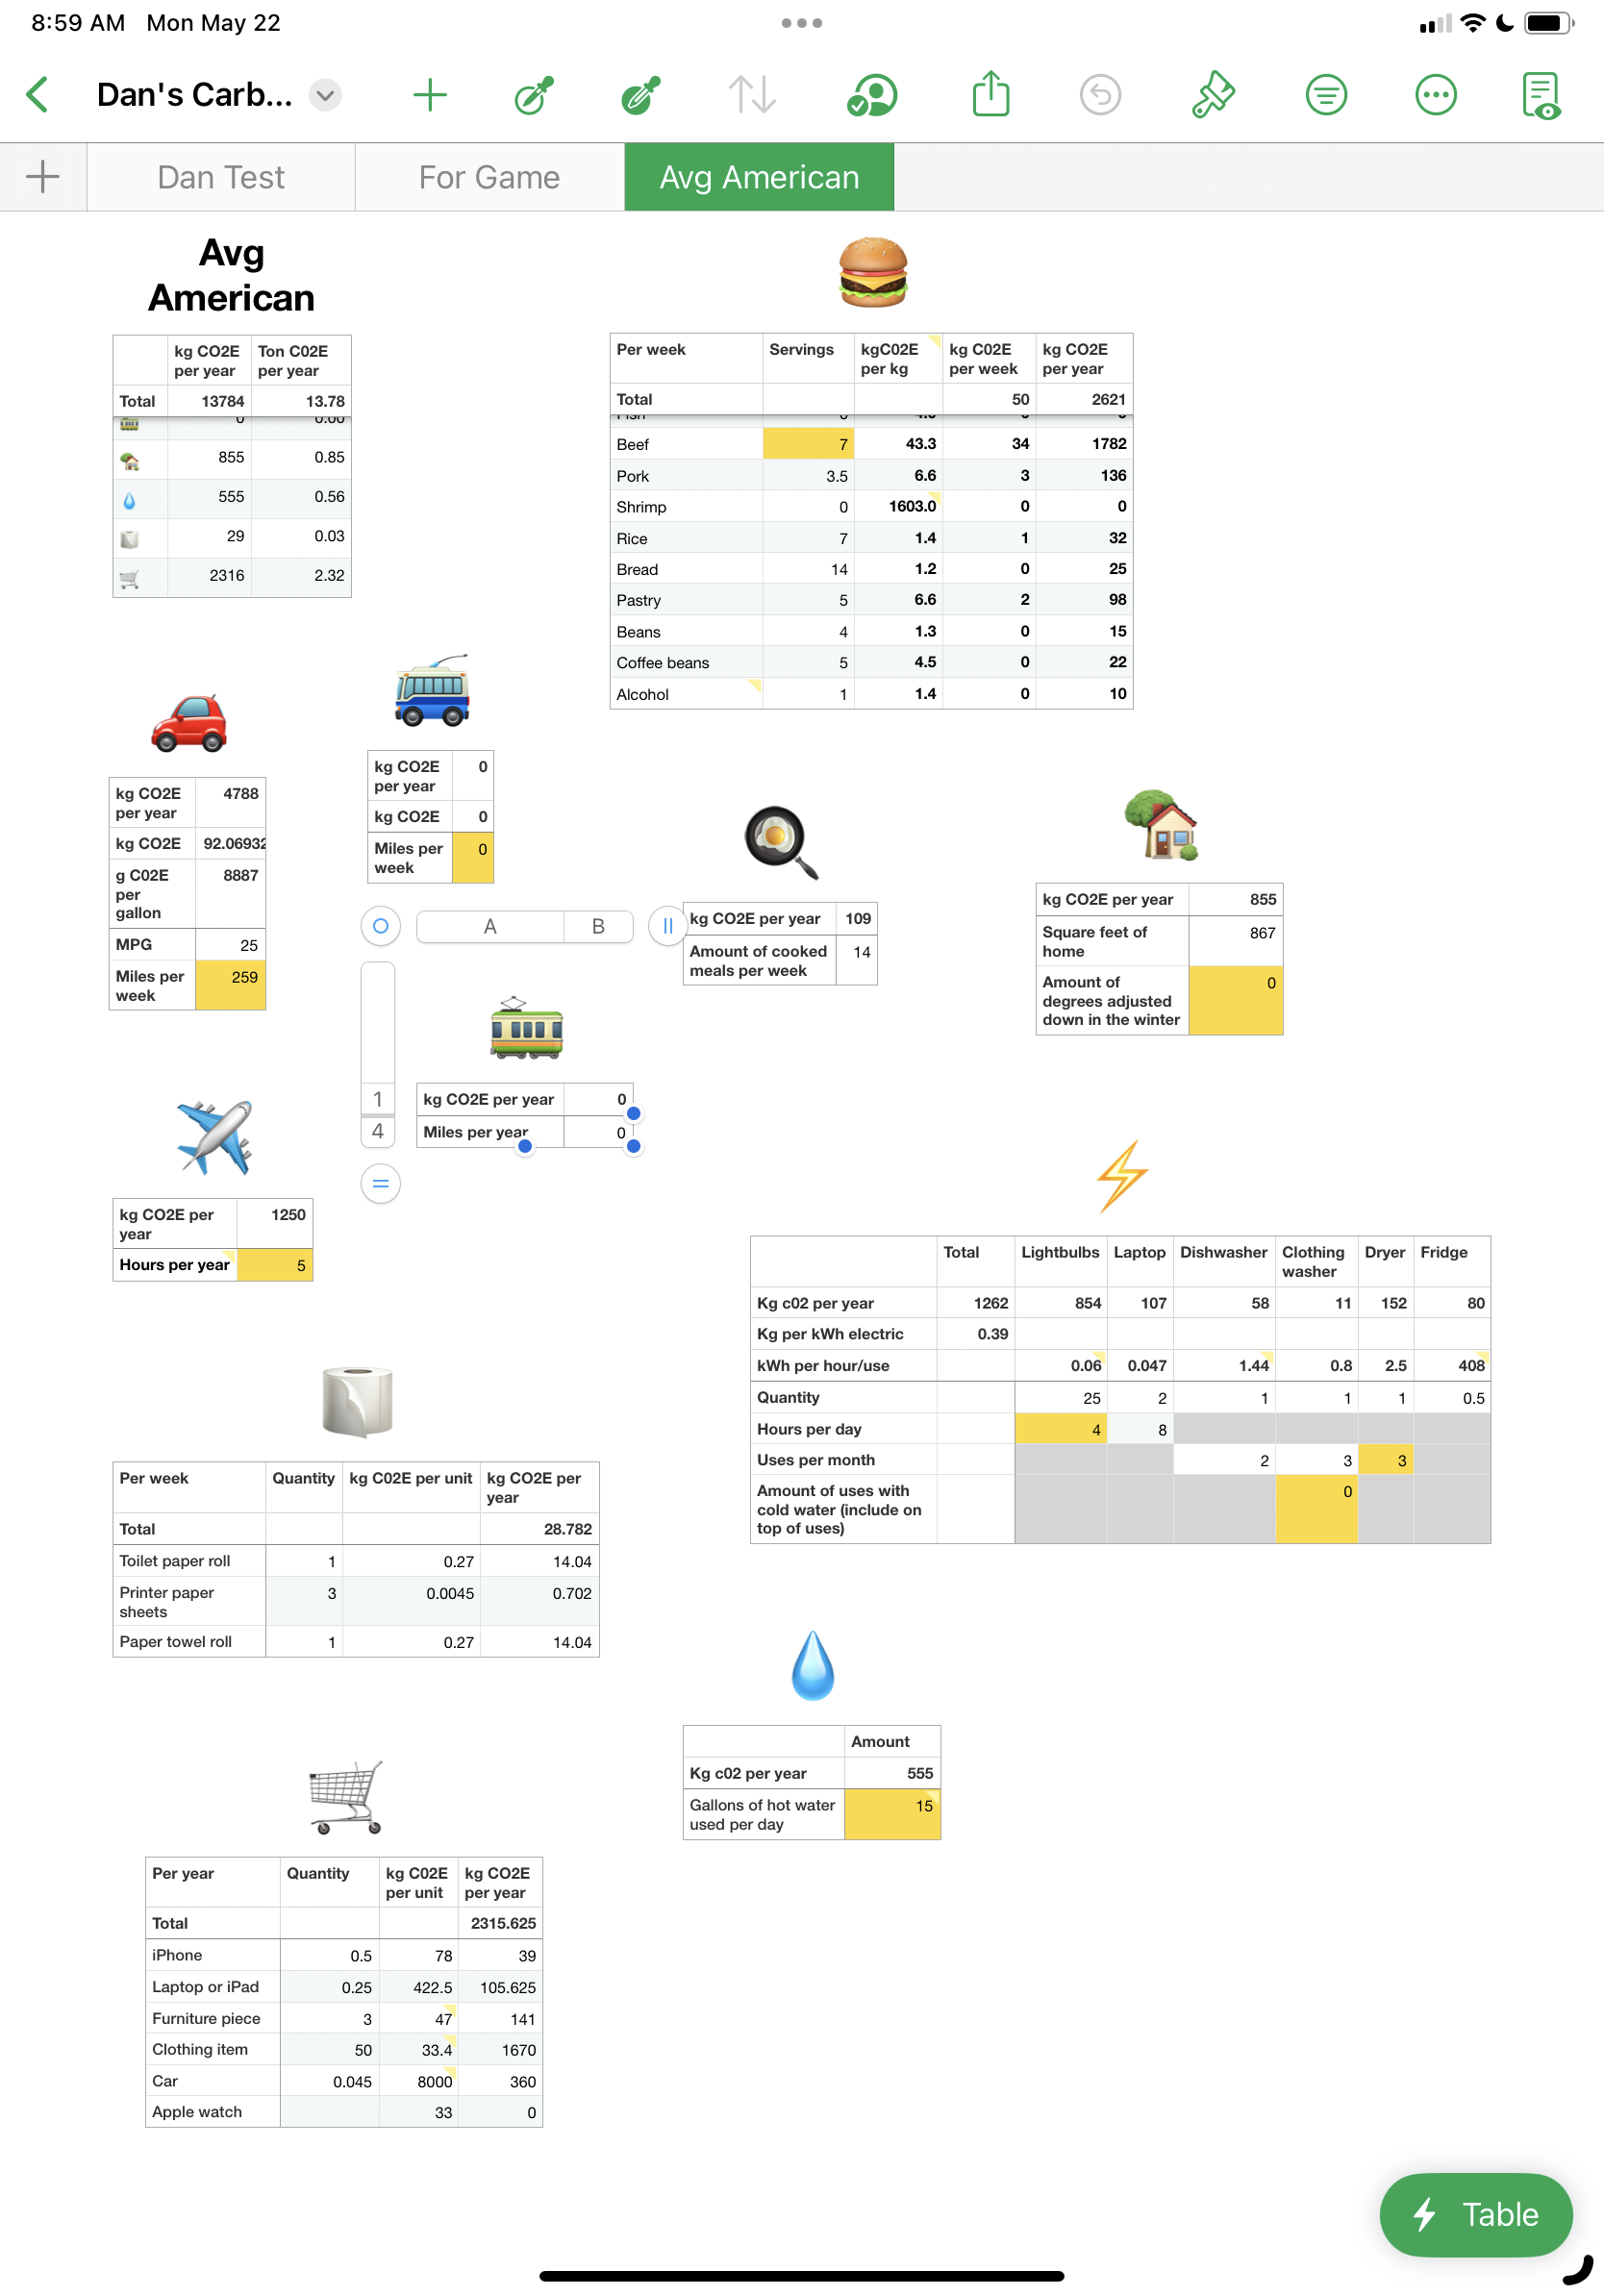 8:59 AM Mon May 22
Dan's Carb...
Dan Test For Game Avg American
Avg
American
kg CO2E per year Ton C02E per year
Total 13784 13.78
0 0.00
855 0.85
555 0.56
29 0.03
2316 2.32
Per week Servings kgC02E per kg kg C02E per week kg CO2E per year
Total 50 2621
Beef 7 43.3 34 1782
Pork 3.5 6.6 3 136
Shrimp 0 1603.0 0 0
Rice 7 1.4 1 32
Bread 14 1.2 0 25
Pastry 5 6.6 2 98
Beans 4 1.3 0 15
Coffee beans 5 4.5 0 22
Alcohol 1 1.4 0 10
kg CO2E per year 4788
kg CO2E 92.06932
g C02E per gallon 8887
MPG 25
Miles per week 259
kg CO2E per year 0
kg CO2E 0
Miles per week 0
kg CO2E per year 109
Amount of cooked meals per week 14
kg CO2E per year 855
Square feet of home 867
Amount of degrees adjusted down in the winter 0
A B
1
4
kg CO2E per year 0
Miles per year 0
kg CO2E per year 1250
Hours per year 5
Total Lightbulbs Laptop Dishwasher Clothing washer Dryer Fridge
Kg c02 per year 1262 854 107 58 11 152 80
Kg per kWh electric 0.39
kWh per hour/use 0.06 0.047 1.44 0.8 2.5 408
Quantity 25 2 1 1 1 0.5
Hours per day 4 8
Uses per month 2 3 3
Amount of uses with cold water (include on top of uses) 0
Per week Quantity kg C02E per unit kg CO2E per year
Total 28.782
Toilet paper roll 1 0.27 14.04
Printer paper sheets 3 0.0045 0.702
Paper towel roll 1 0.27 14.04
Amount
Kg c02 per year 555
Gallons of hot water used per day 15
Per year Quantity kg C02E per unit kg CO2E per year
Total 2315.625
iPhone 0.5 78 39
Laptop or iPad 0.25 422.5 105.625
Furniture piece 3 47 141
Clothing item 50 33.4 1670
Car 0.045 8000 360
Apple watch 33 0
Table